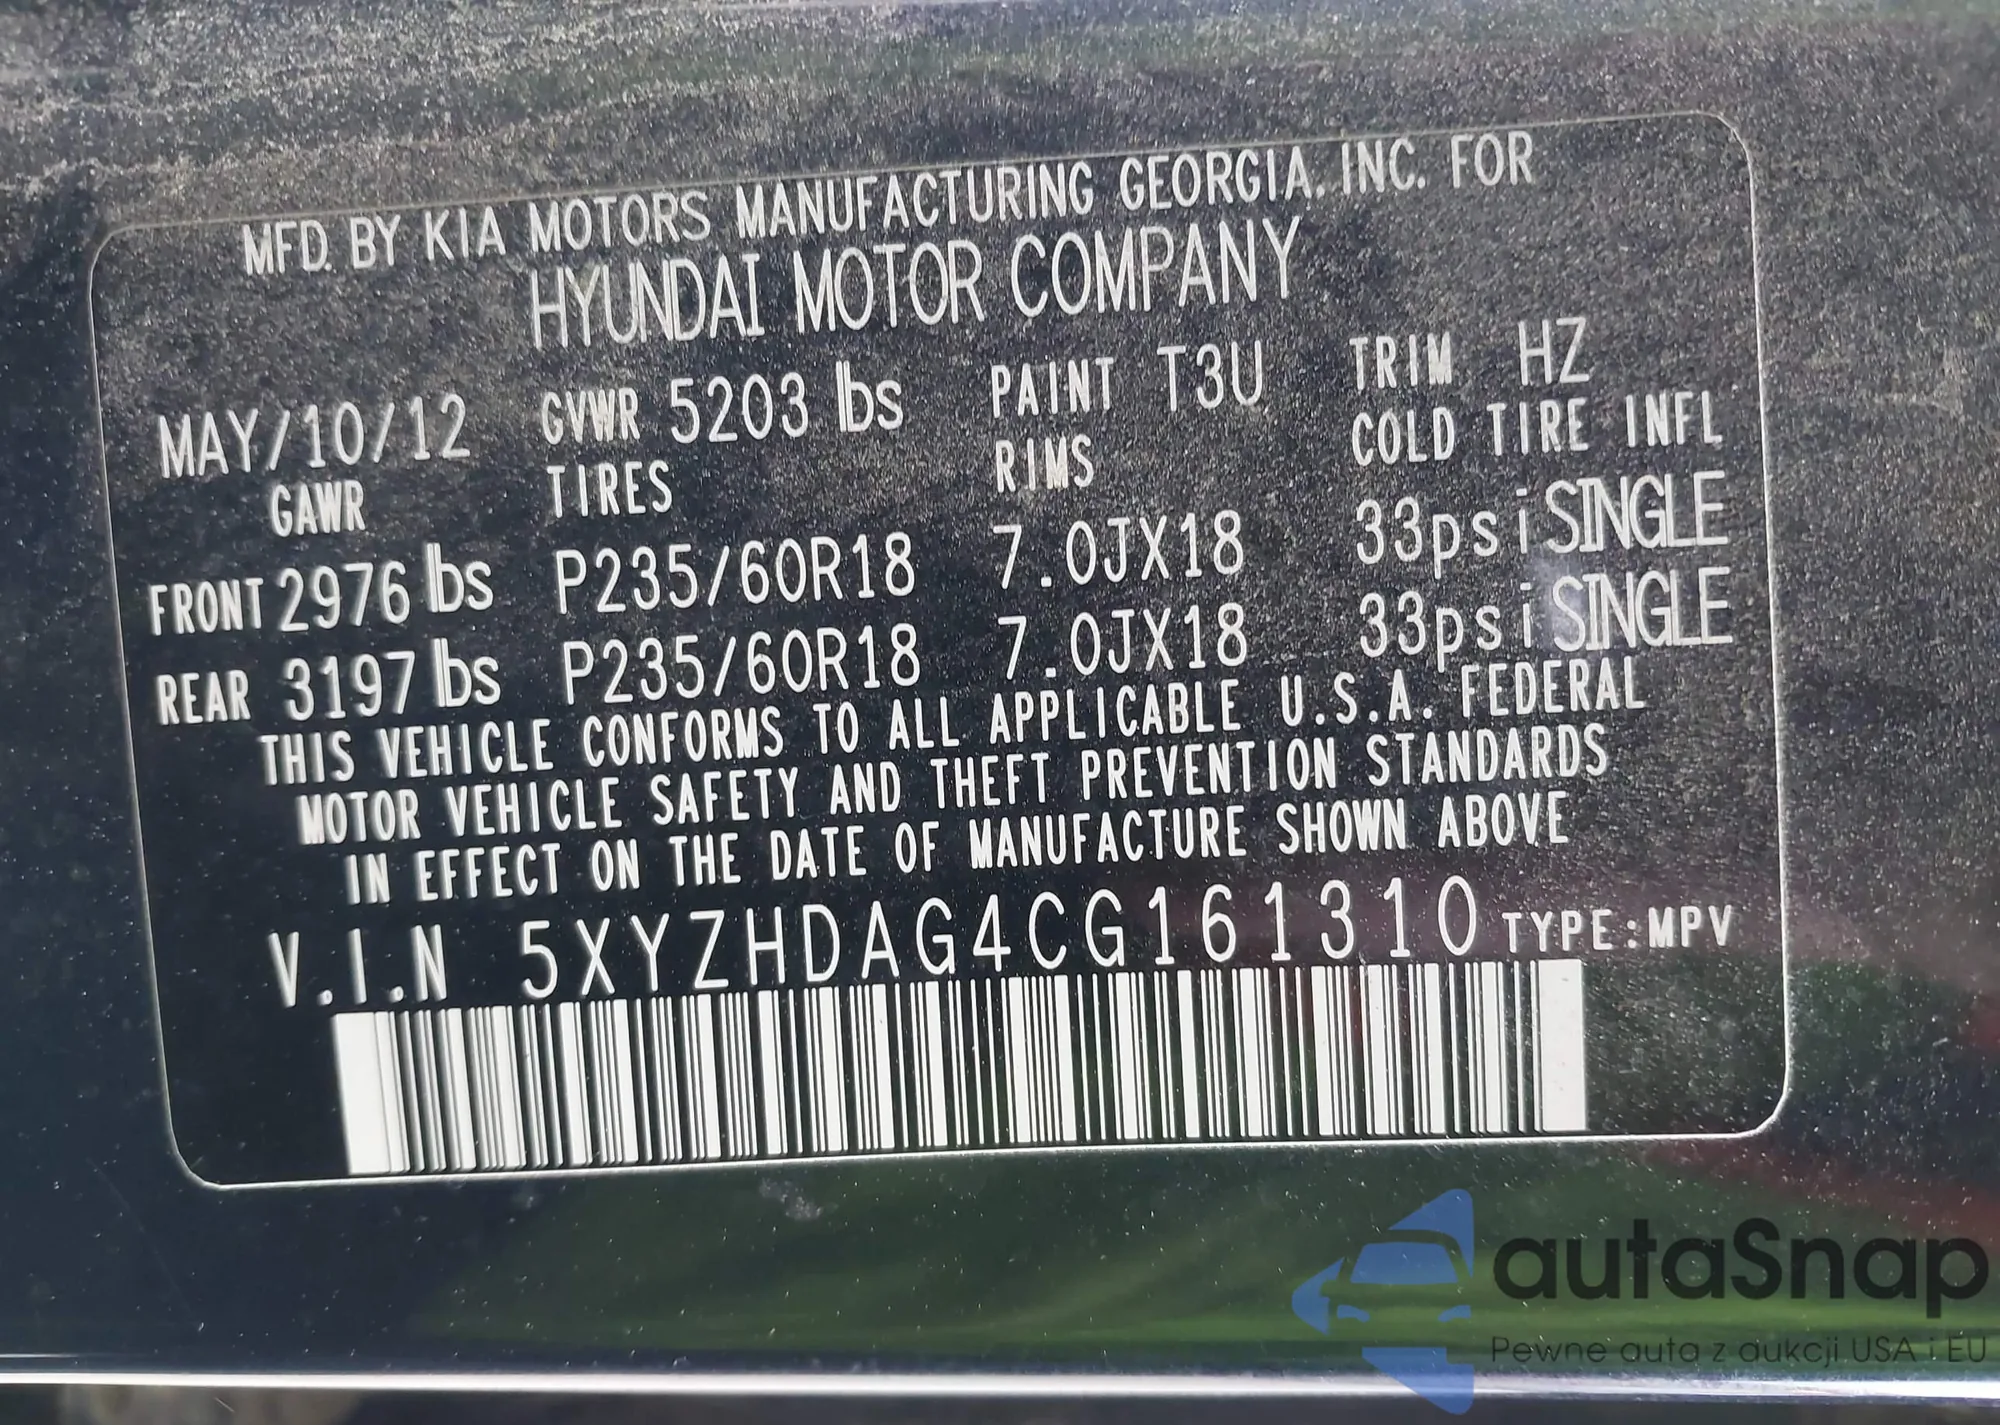 MFD. BY KIA MOTORS MANUFACTURING GEORGIA, INC. FOR
HYUNDAI MOTOR COMPANY
MAY/10/12 GVWR 5203 lbs PAINT T3U TRIM HZ
GAWR TIRES RIMS COLD TIRE INFL
FRONT 2976 lbs P235/60R18 7.0JX18 33psi SINGLE
REAR 3197 lbs P235/60R18 7.0JX18 33psi SINGLE
THIS VEHICLE CONFORMS TO ALL APPLICABLE U.S.A. FEDERAL
MOTOR VEHICLE SAFETY AND THEFT PREVENTION STANDARDS
IN EFFECT ON THE DATE OF MANUFACTURE SHOWN ABOVE
V.I.N 5XYZHDAG4CG161310 TYPE:MPV
autaSnap
Pewne auta z aukcji USA i EU